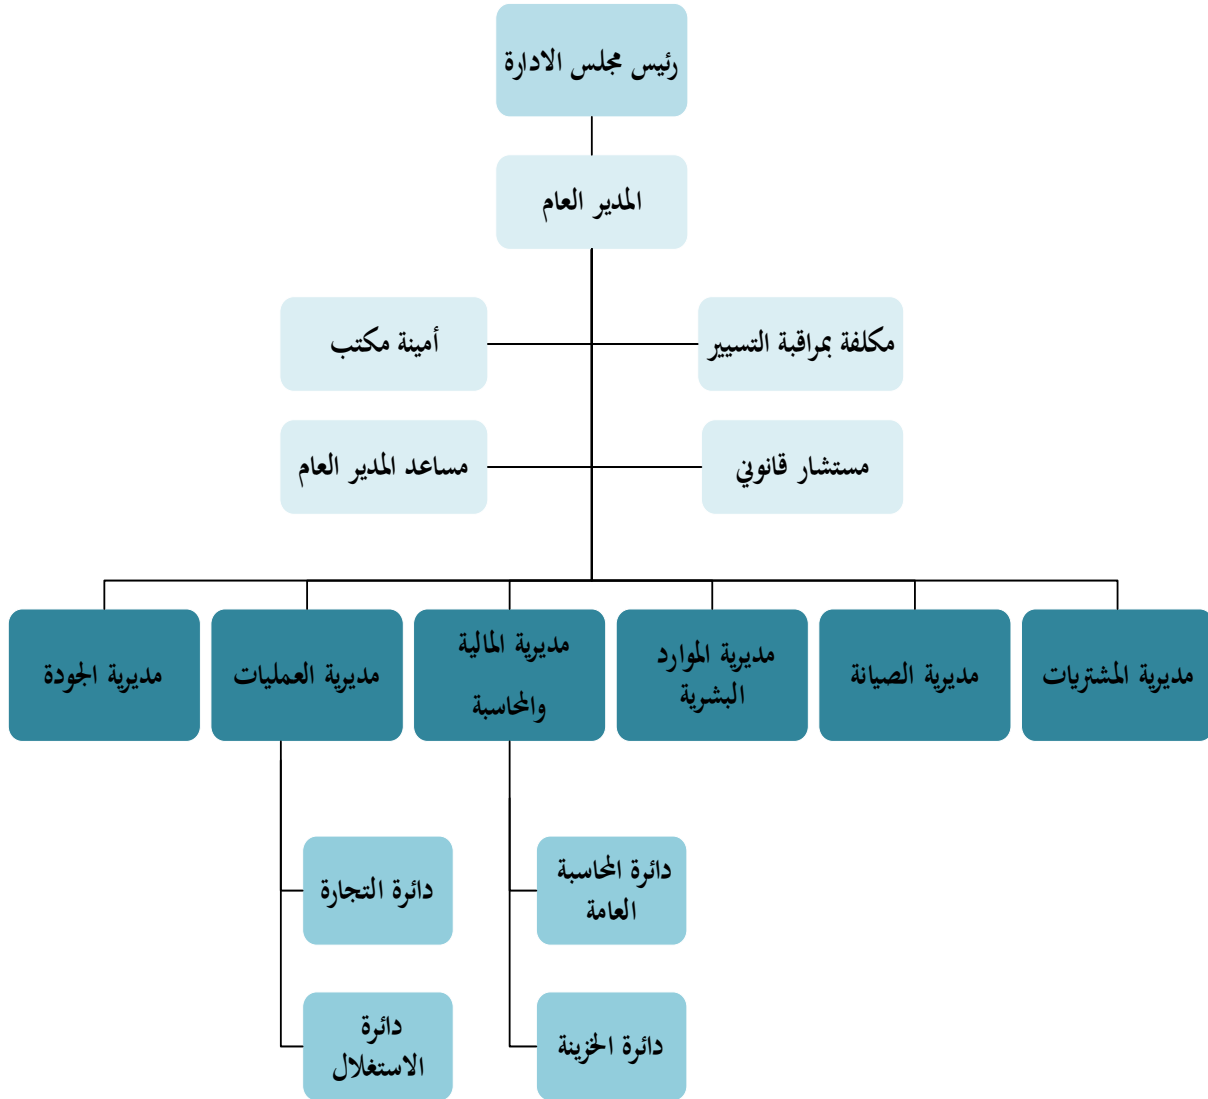 رئيس مجلس الادارة
المدير العام
مكلفة بمراقبة التسيير
أمينة مكتب
مستشار قانوني
مساعد المدير العام
مديرية المشتريات
مديرية الصيانة
مديرية الموارد
البشرية
مديرية المالية
والمحاسبة
مديرية العمليات
مديرية الجودة
دائرة المحاسبة
العامة
دائرة التجارة
دائرة الخزينة
دائرة
الاستغلال